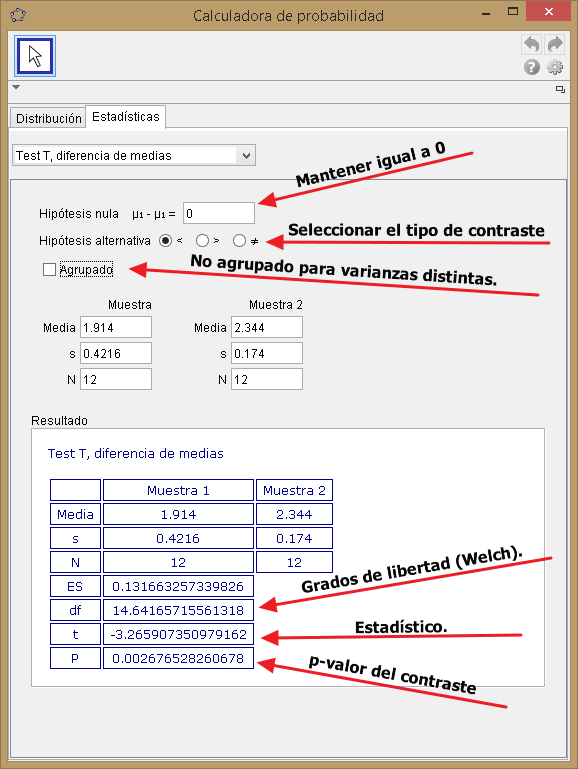 Calculadora de probabilidad
Distribución Estadísticas
Test T, diferencia de medias
Mantener igual a 0
Hipótesis nula μ₁ - μ₁ = 0
Hipótesis alternativa < > ≠
Seleccionar el tipo de contraste
Agrupado
No agrupado para varianzas distintas.
Muestra Muestra 2
Media 1.914 Media 2.344
s 0.4216 s 0.174
N 12 N 12
Resultado
Test T, diferencia de medias
Muestra 1 Muestra 2
Media 1.914 2.344
s 0.4216 0.174
N 12 12
ES 0.131663257339826
Grados de libertad (Welch).
df 14.64165715561318
Estadístico.
t -3.265907350979162
P 0.002676528260678
p-valor del contraste